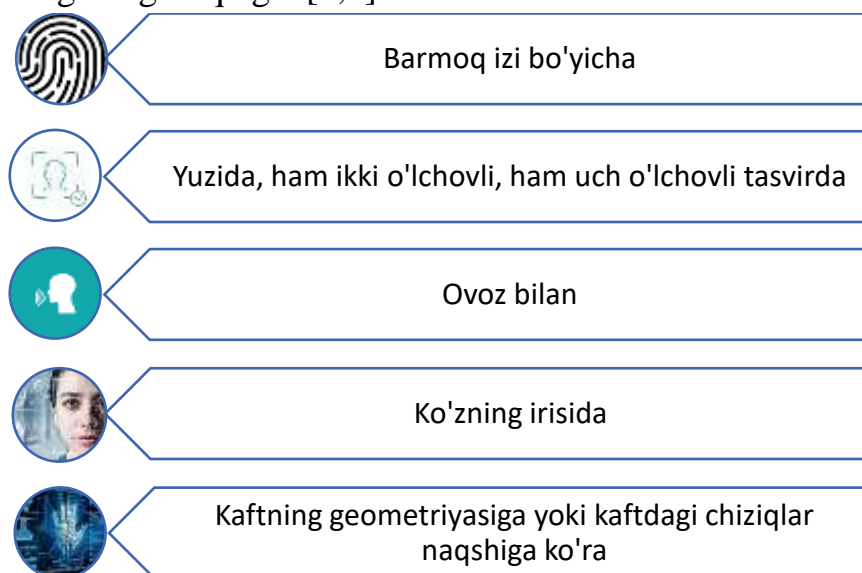 Barmoq izi bo'yicha
Yuzida, ham ikki o'lchovli, ham uch o'lchovli tasvirda
Ovoz bilan
Ko'zning irisida
Kaftning geometriyasiga yoki kaftdagi chiziqlar
naqshiga ko'ra